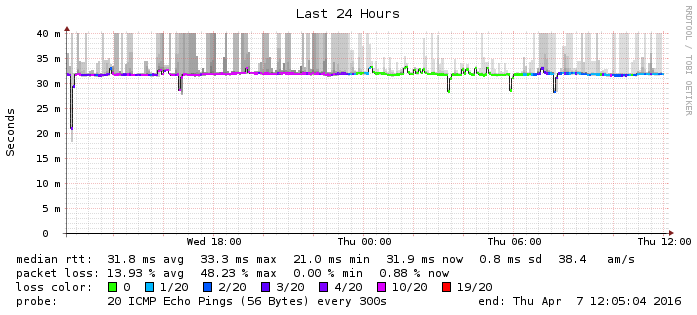 Last 24 Hours
RRDTOOL / TOBI OETIKER
Seconds
40 m
35 m
30 m
25 m
20 m
15 m
10 m
5 m
0
Wed 18:00 Thu 00:00 Thu 06:00 Thu 12:00
median rtt: 31.8 ms avg 33.3 ms max 21.0 ms min 31.9 ms now 0.8 ms sd 38.4 am/s
packet loss: 13.93 % avg 48.23 % max 0.00 % min 0.88 % now
loss color: 0 1/20 2/20 3/20 4/20 10/20 19/20
probe: 20 ICMP Echo Pings (56 Bytes) every 300s end: Thu Apr 7 12:05:04 2016